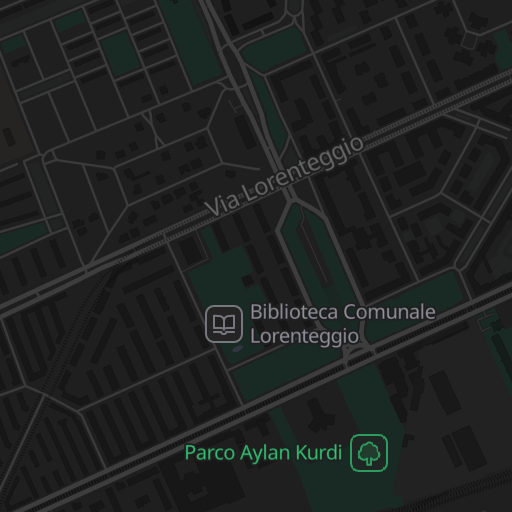 Via Lorenteggio
Biblioteca Comunale
Lorenteggio
Parco Aylan Kurdi